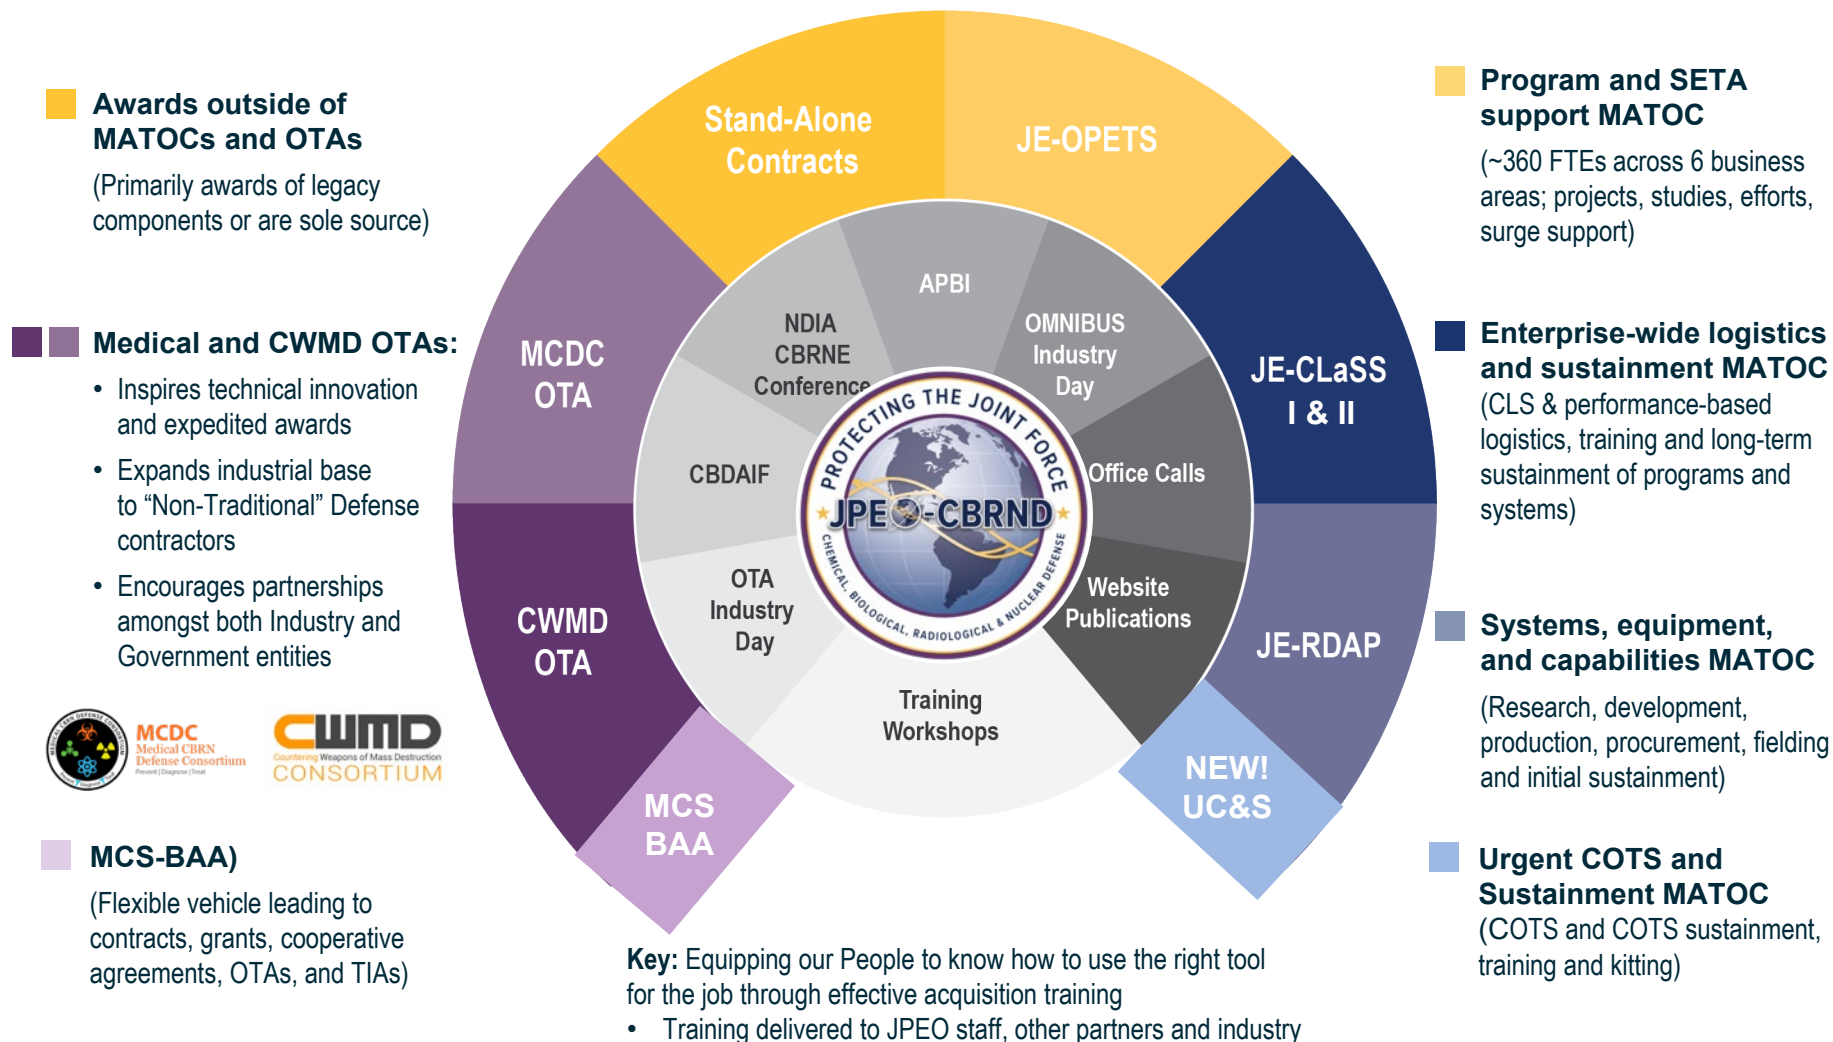 Awards outside of
MATOCs and OTAs
(Primarily awards of legacy
components or are sole source)
Medical and CWMD OTAs:
• Inspires technical innovation
and expedited awards
• Expands industrial base
to “Non-Traditional” Defense
contractors
• Encourages partnerships
amongst both Industry and
Government entities
MEDICAL CBRN DEFENSE CONSORTIUM
MCDC
Medical CBRN
Defense Consortium
Prevent | Diagnose | Treat
CWMD
Countering Weapons of Mass Destruction
CONSORTIUM
MCS-BAA)
(Flexible vehicle leading to
contracts, grants, cooperative
agreements, OTAs, and TIAs)
Stand-Alone
Contracts
JE-OPETS
MCDC
OTA
JE-CLaSS
I & II
CWMD
OTA
JE-RDAP
MCS
BAA
NEW!
UC&S
APBI
NDIA
CBRNE
Conference
OMNIBUS
Industry
Day
CBDAIF
Office Calls
OTA
Industry
Day
Website
Publications
Training
Workshops
PROTECTING THE JOINT FORCE
JPEO-CBRND
CHEMICAL, BIOLOGICAL, RADIOLOGICAL & NUCLEAR DEFENSE
Program and SETA
support MATOC
(~360 FTEs across 6 business
areas; projects, studies, efforts,
surge support)
Enterprise-wide logistics
and sustainment MATOC
(CLS & performance-based
logistics, training and long-term
sustainment of programs and
systems)
Systems, equipment,
and capabilities MATOC
(Research, development,
production, procurement, fielding
and initial sustainment)
Urgent COTS and
Sustainment MATOC
(COTS and COTS sustainment,
training and kitting)
Key: Equipping our People to know how to use the right tool
for the job through effective acquisition training
• Training delivered to JPEO staff, other partners and industry